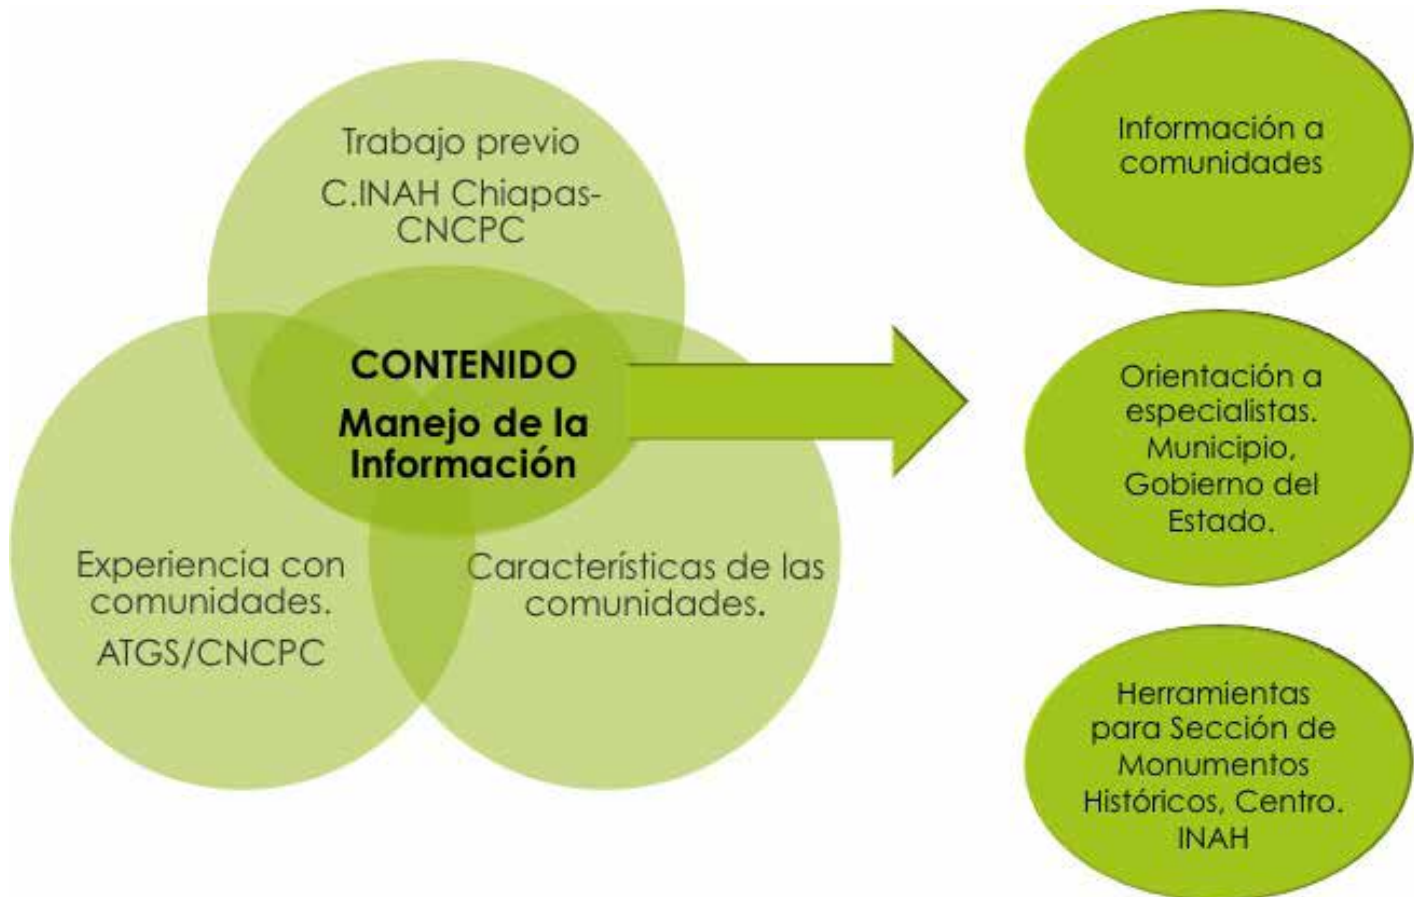 Trabajo previo
C.INAH Chiapas-
CNCPC
CONTENIDO
Manejo de la
Información
Experiencia con
comunidades.
ATGS/CNCPC
Características de las
comunidades.
Información a
comunidades
Orientación a
especialistas.
Municipio,
Gobierno del
Estado.
Herramientas
para Sección de
Monumentos
Históricos, Centro.
INAH